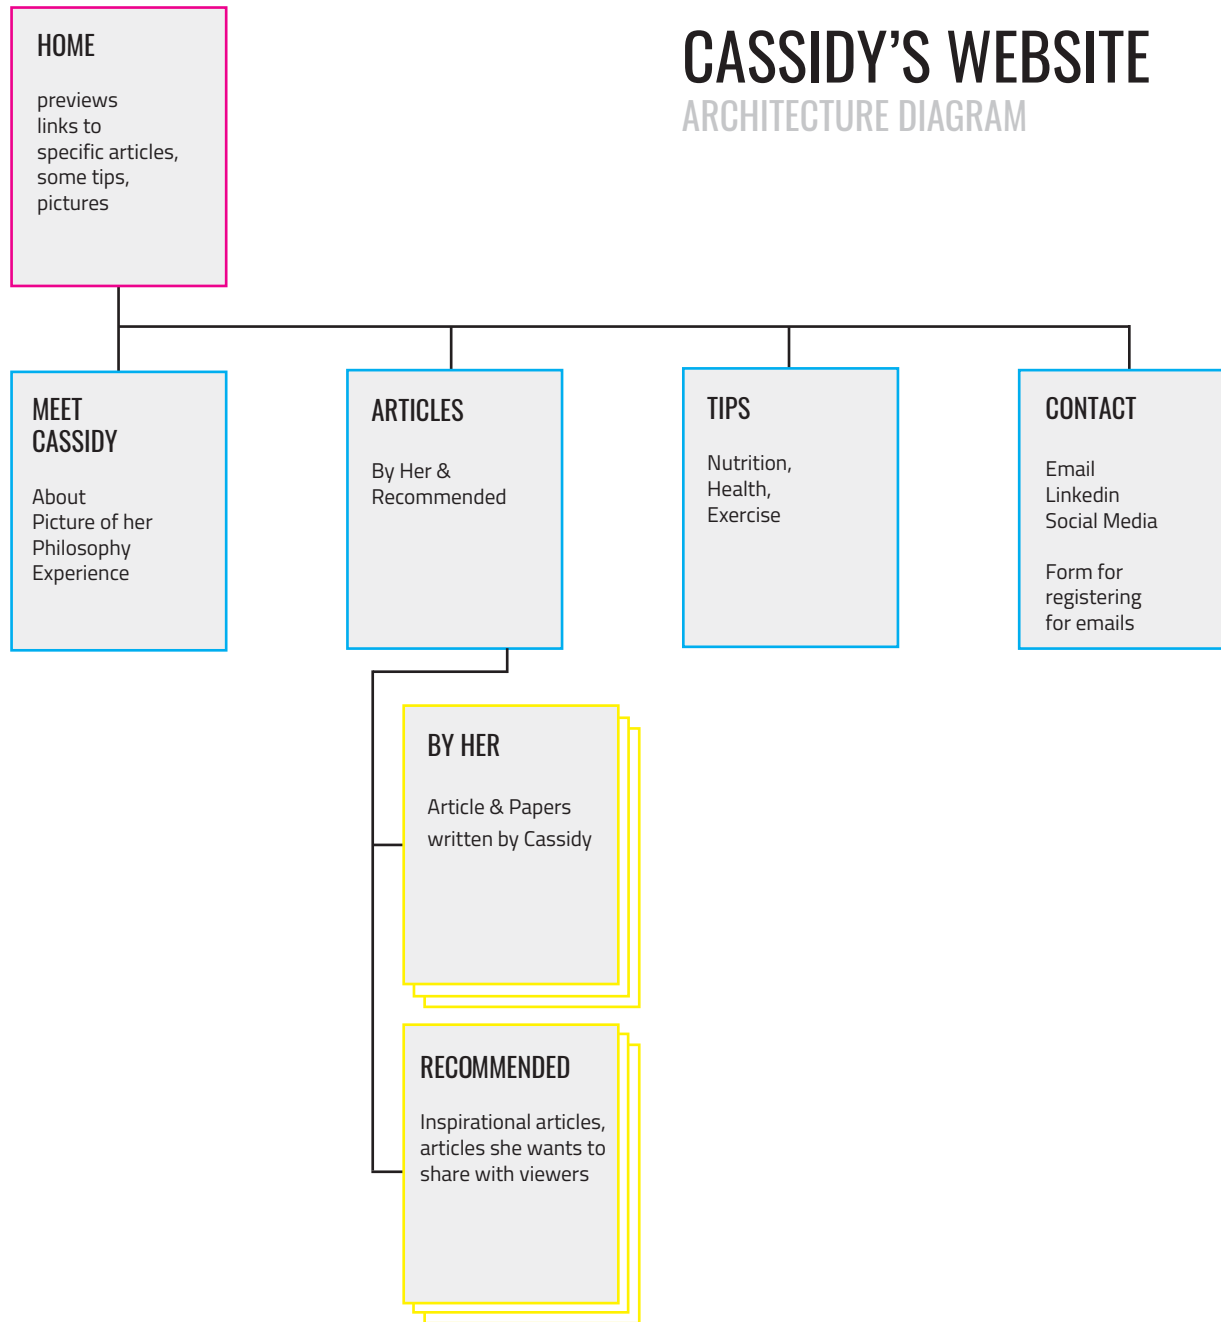 CASSIDY'S WEBSITE
ARCHITECTURE DIAGRAM
HOME
previews
links to
specific articles,
some tips,
pictures
MEET
CASSIDY
About
Picture of her
Philosophy
Experience
ARTICLES
By Her &
Recommended
TIPS
Nutrition,
Health,
Exercise
CONTACT
Email
Linkedin
Social Media
Form for
registering
for emails
BY HER
Article & Papers
written by Cassidy
RECOMMENDED
Inspirational articles,
articles she wants to
share with viewers